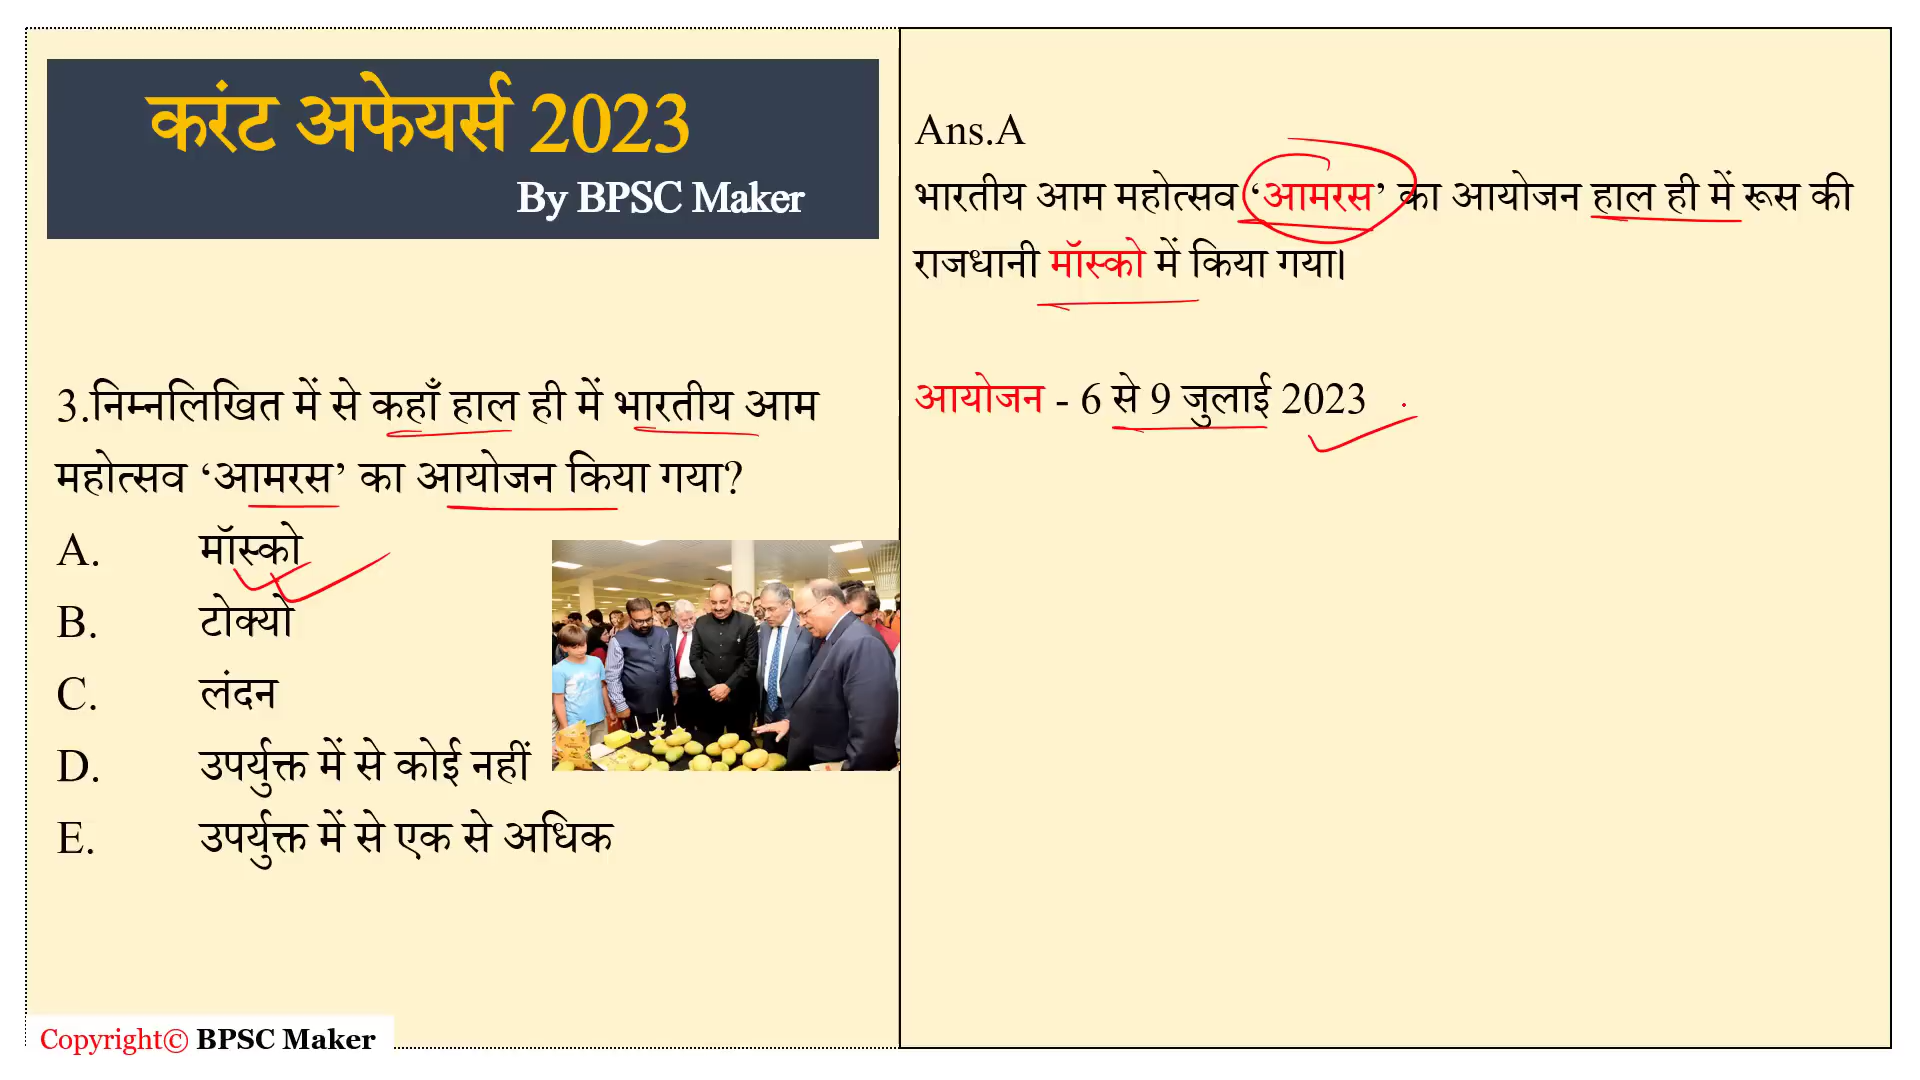 करंट अफेयर्स 2023
By BPSC Maker
3.निम्नलिखित में से कहाँ हाल ही में भारतीय आम
महोत्सव ‘आमरस’ का आयोजन किया गया?
A. मॉस्को
B. टोक्यो
C. लंदन
D. उपर्युक्त में से कोई नहीं
E. उपर्युक्त में से एक से अधिक
Copyright© BPSC Maker
Ans.A
भारतीय आम महोत्सव ‘आमरस’ का आयोजन हाल ही में रूस की
राजधानी मॉस्को में किया गया।
आयोजन - 6 से 9 जुलाई 2023